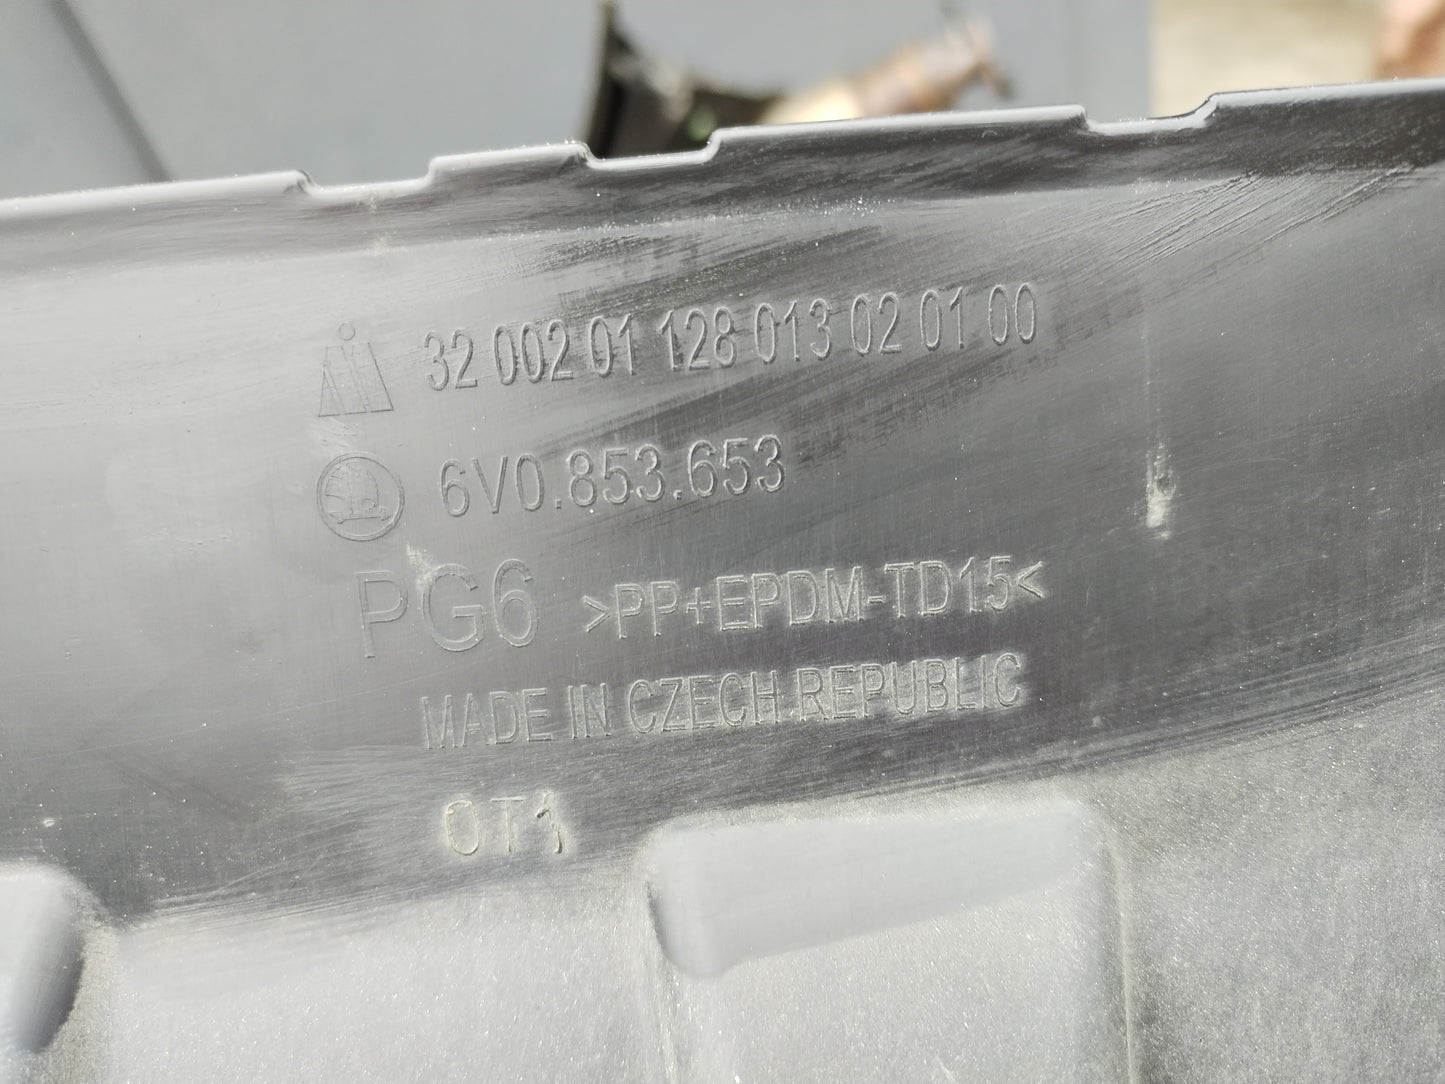 32 002 01 128 013 02 01 00
6V0.853.653
PG6 >PP+EPDM-TD15<
MADE IN CZECH REPUBLIC
OT1